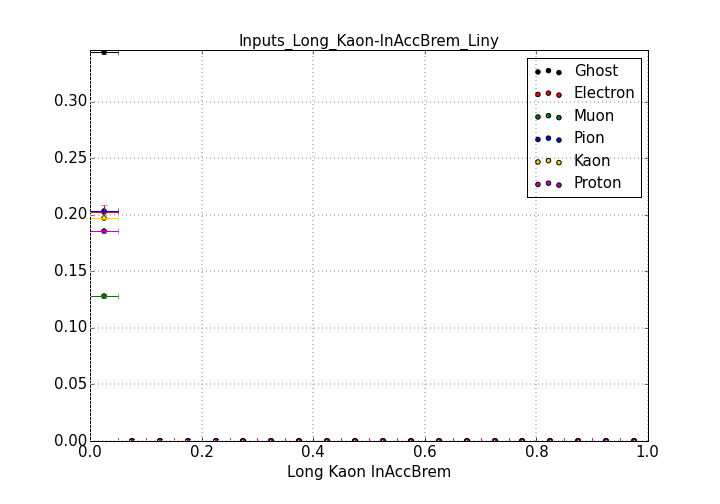 Inputs_Long_Kaon-InAccBrem_Liny
Ghost
Electron
Muon
Pion
Kaon
Proton
0.30
0.25
0.20
0.15
0.10
0.05
0.00
0.0 0.2 0.4 0.6 0.8 1.0
Long Kaon InAccBrem